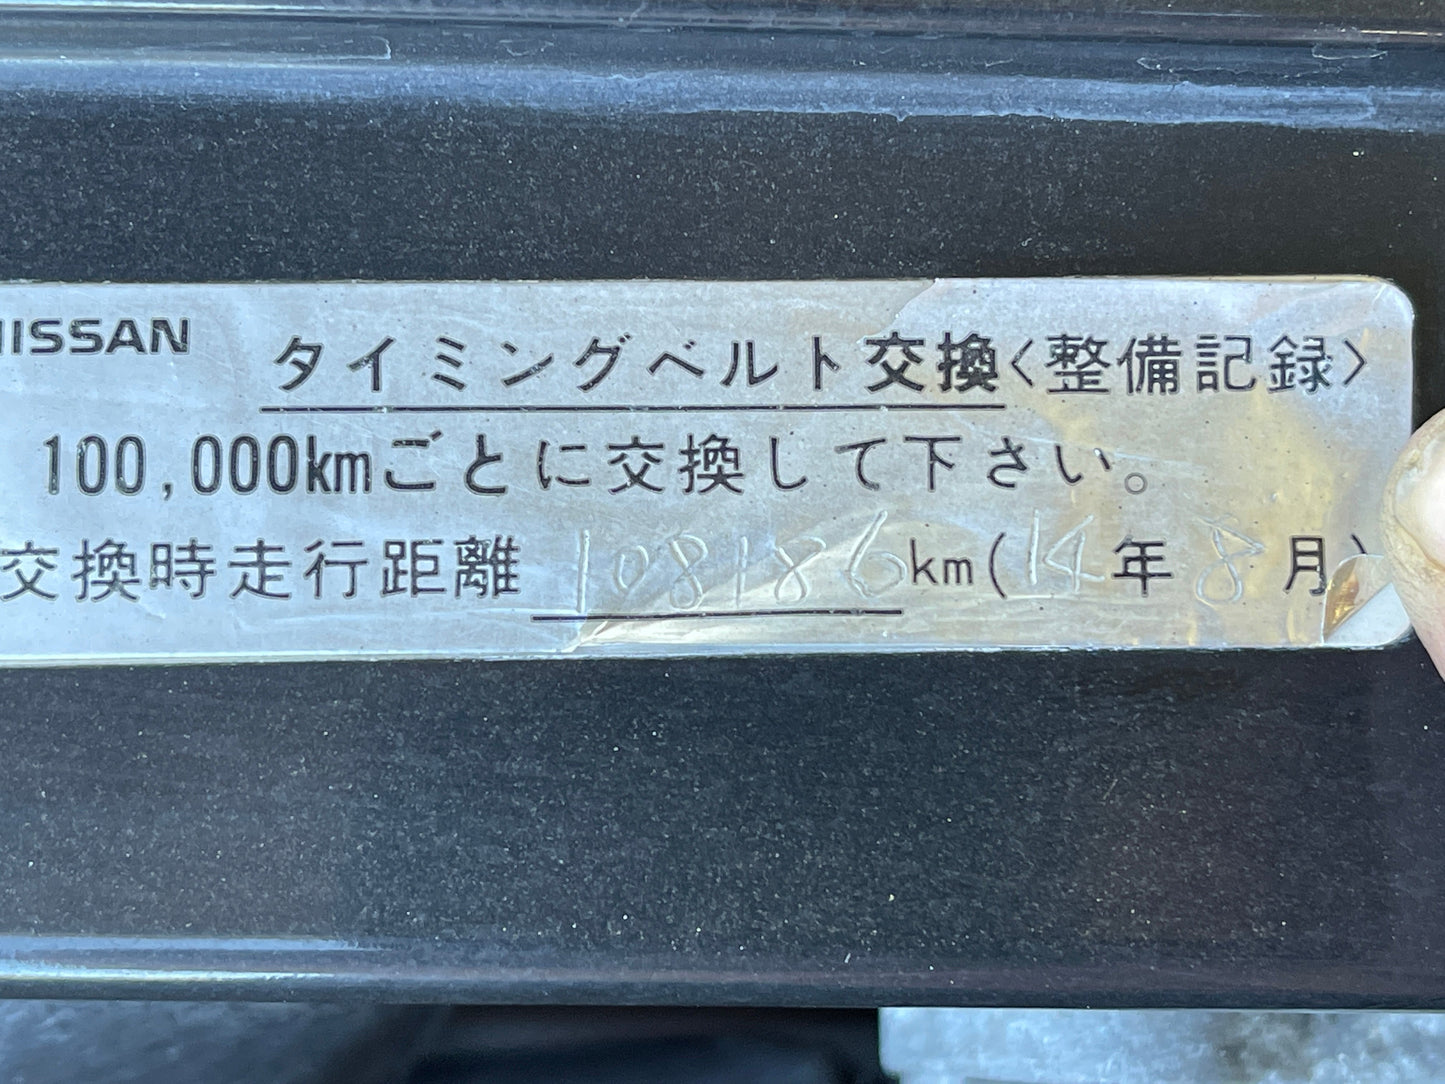 NISSAN
タイミングベルト交換<整備記録>
100,000kmごとに交換して下さい。
交換時走行距離 108186km(14年8月)